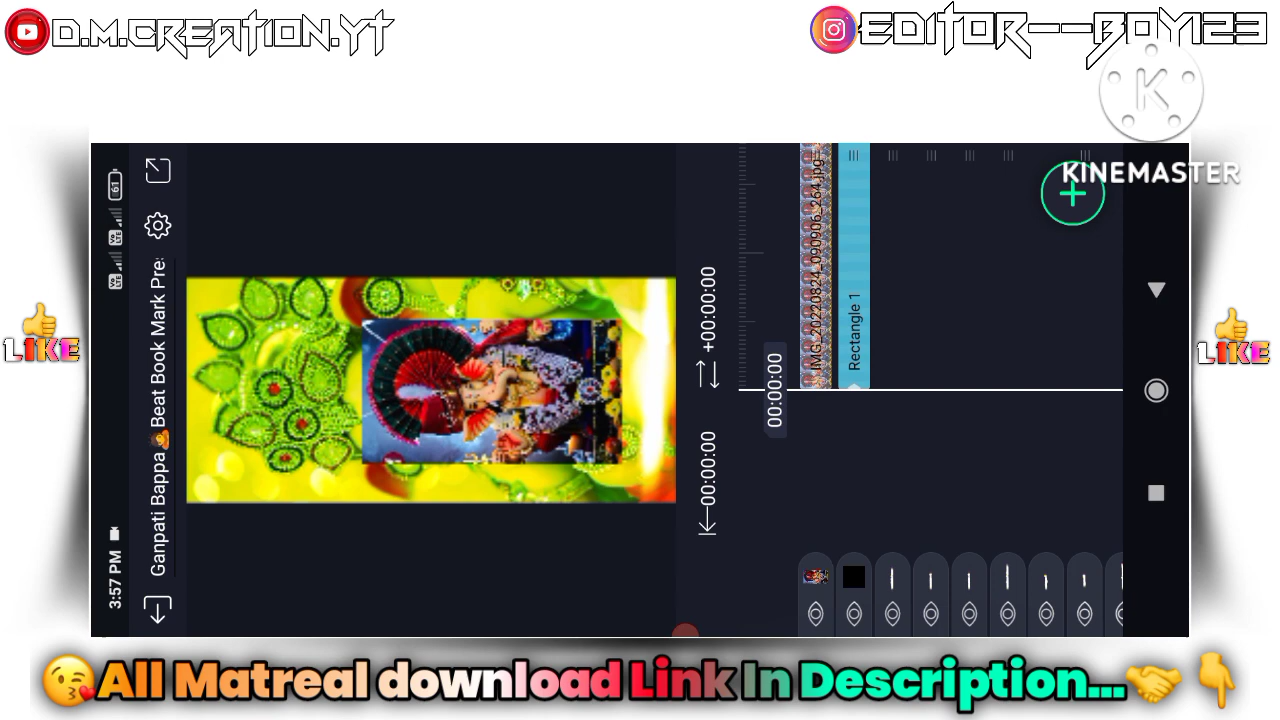 D.M.CREATION.YT
EDITOR--BOY123
KINEMASTER
3:57 PM
61
Ganpati Bappa 🙇Beat Book Mark Pre
00:00:00
+00:00:00
00:00:00
IMG_20220824_090906_264.jpg
Rectangle 1
LIKE
LIKE
😘All Matreal download Link In Description...🤝👇